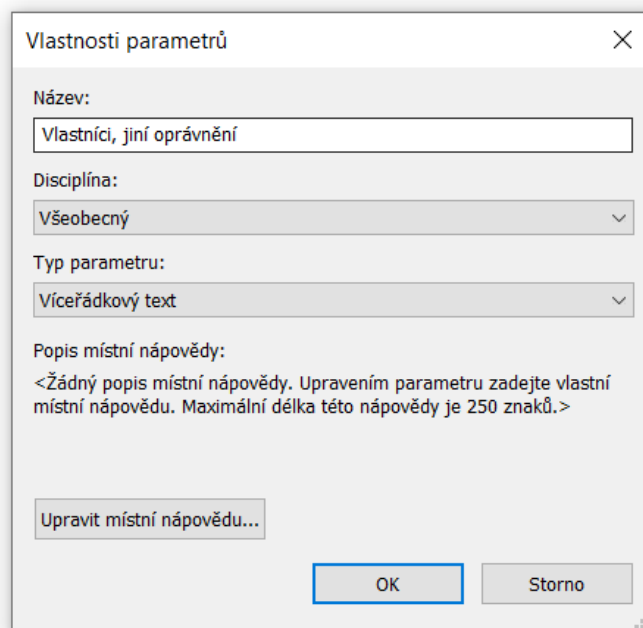 Vlastnosti parametrů
Název:
Vlastníci, jiní oprávnění
Disciplína:
Všeobecný
Typ parametru:
Víceřádkový text
Popis místní nápovědy:
<Žádný popis místní nápovědy. Upravením parametru zadejte vlastní
místní nápovědu. Maximální délka této nápovědy je 250 znaků.>
Upravit místní nápovědu...
OK
Storno